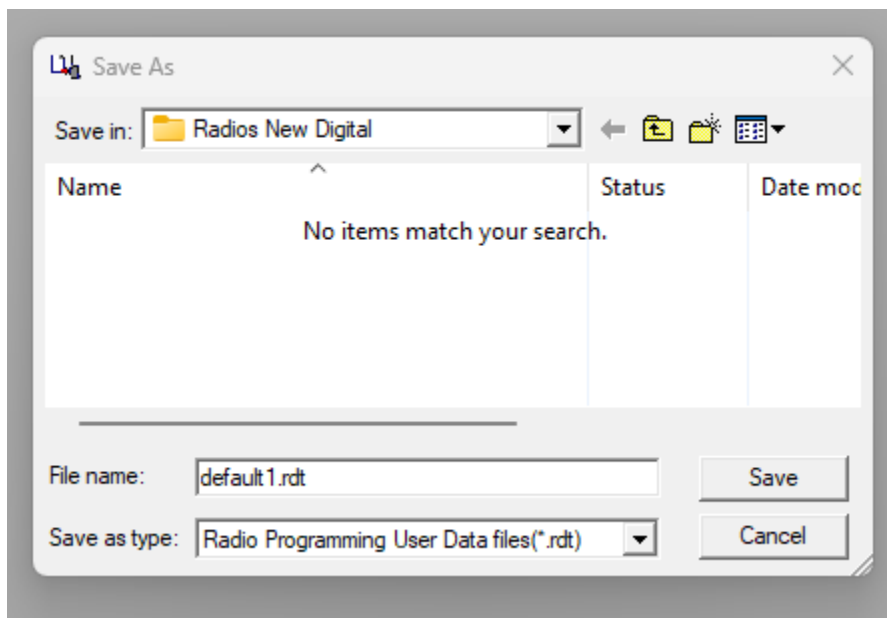 Save As
Save in: Radios New Digital
Name Status Date mod
No items match your search.
File name: default1.rdt Save
Save as type: Radio Programming User Data files(*.rdt) Cancel